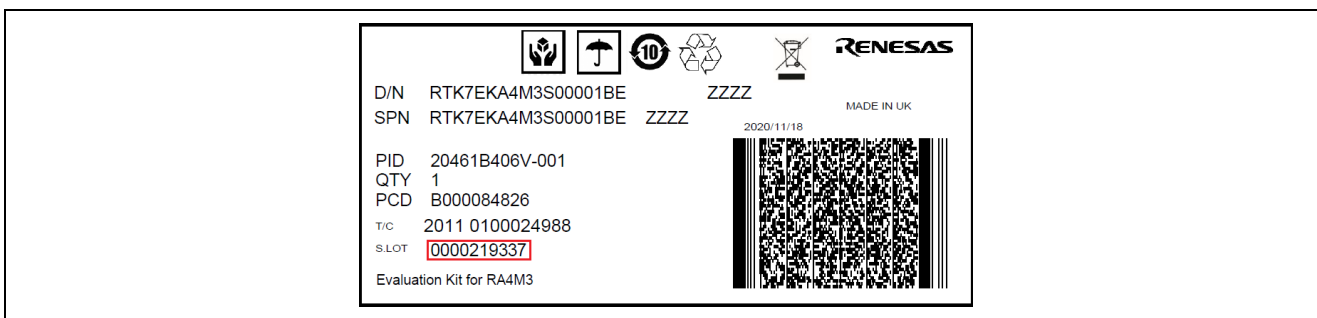 10
RENESAS
D/N RTK7EKA4M3S00001BE ZZZZ
MADE IN UK
SPN RTK7EKA4M3S00001BE ZZZZ
2020/11/18
PID 20461B406V-001
QTY 1
PCD B000084826
T/C 2011 0100024988
S.LOT 0000219337
Evaluation Kit for RA4M3